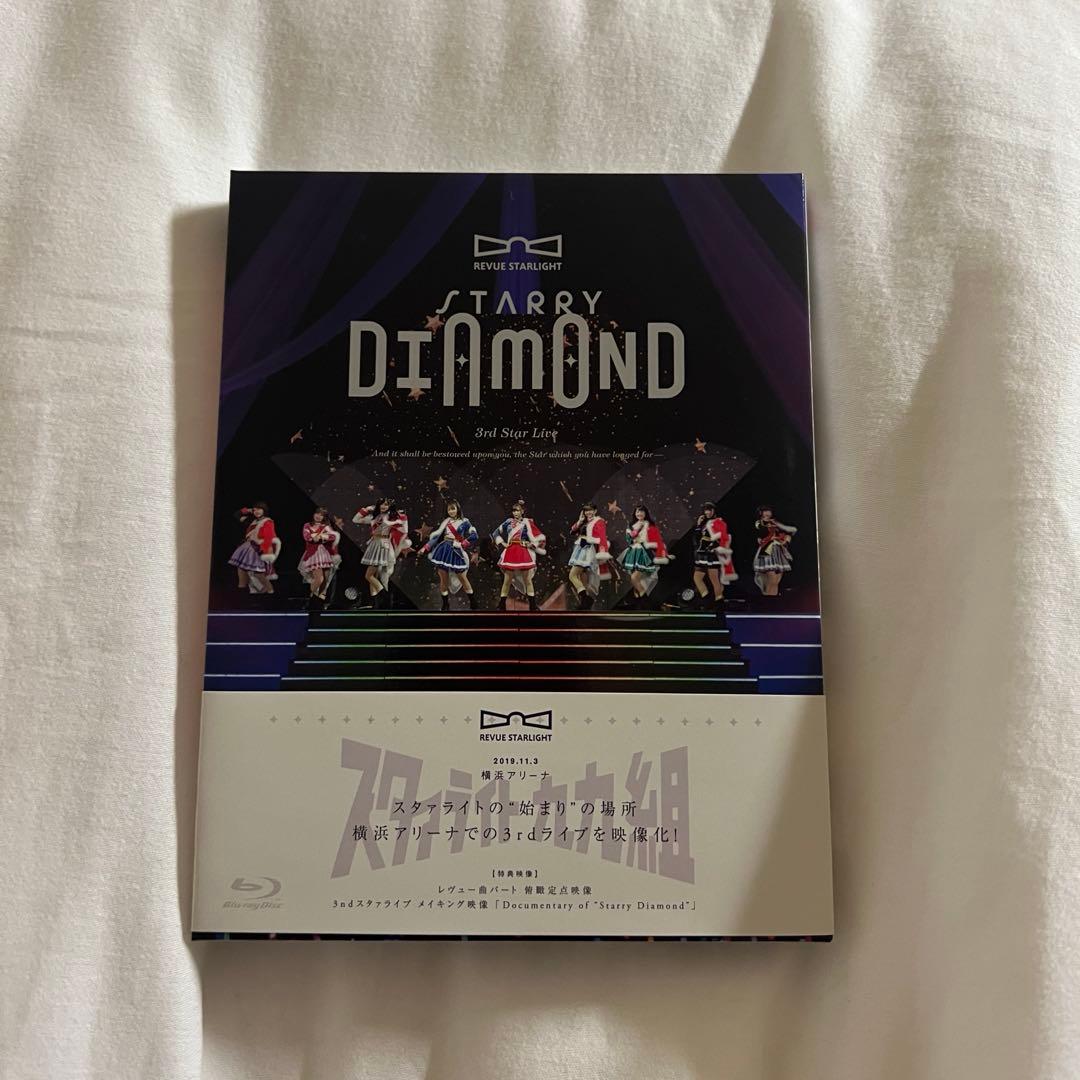 REVUE STARLIGHT
STARRY
DIAMOND
3rd Star Live
And it shall be bestowed upon you, the Star which you have longed for—
REVUE STARLIGHT
2019.11.3
横浜アリーナ
スタァライト九九組
スタァライトの“始まり”の場所
横浜アリーナでの3rdライブを映像化!
【特典映像】
レヴュー曲パート 俯瞰定点映像
3ndスタァライブ メイキング映像「Documentary of “Starry Diamond”」
Blu-ray Disc